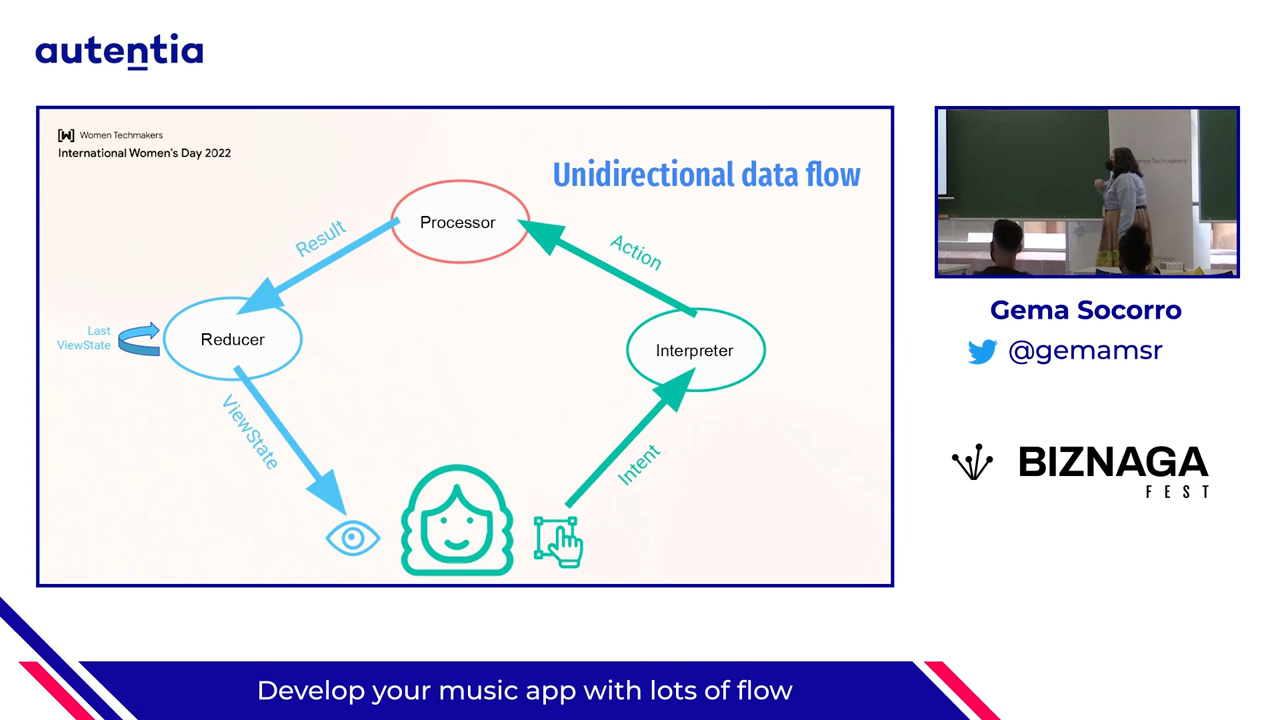 autentia
[W] Women Techmakers
International Women's Day 2022
Unidirectional data flow
Processor
Result
Action
Last
ViewState
Reducer
Interpreter
ViewState
Intent
Techmakers
Gema Socorro
@gemamsr
BIZNAGA
FEST
Develop your music app with lots of flow